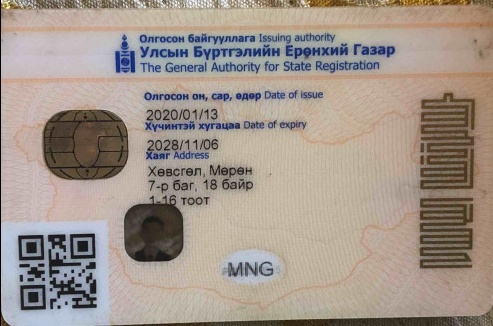 Олгосон байгууллага Issuing authority
Улсын Бүртгэлийн Ерөнхий Газар
The General Authority for State Registration
Олгосон он, сар, өдөр Date of issue
2020/01/13
Хүчинтэй хугацаа Date of expiry
2028/11/06
Хаяг Address
Хөвсгөл, Мөрөн
7-р баг, 18 байр
1-16 тоот
MNG